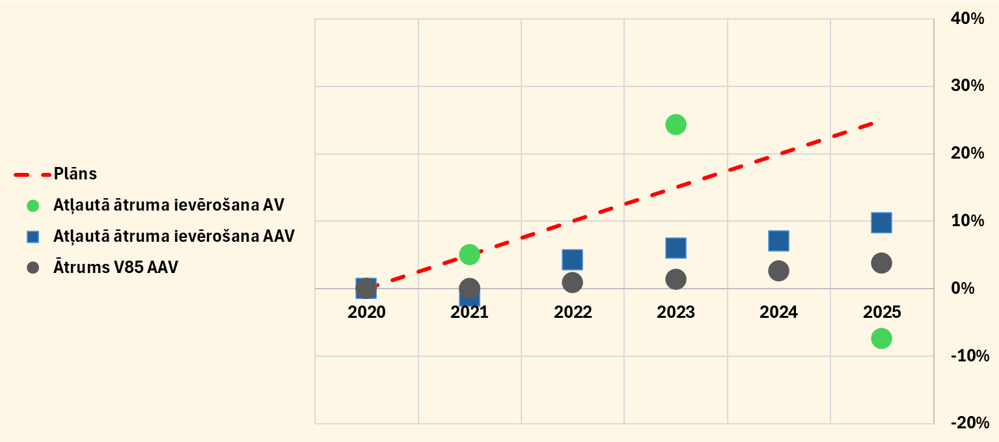 Plāns
Atļautā ātruma ievērošana AV
Atļautā ātruma ievērošana AAV
Ātrums V85 AAV
40%
30%
20%
10%
0%
-10%
-20%
2020 2021 2022 2023 2024 2025